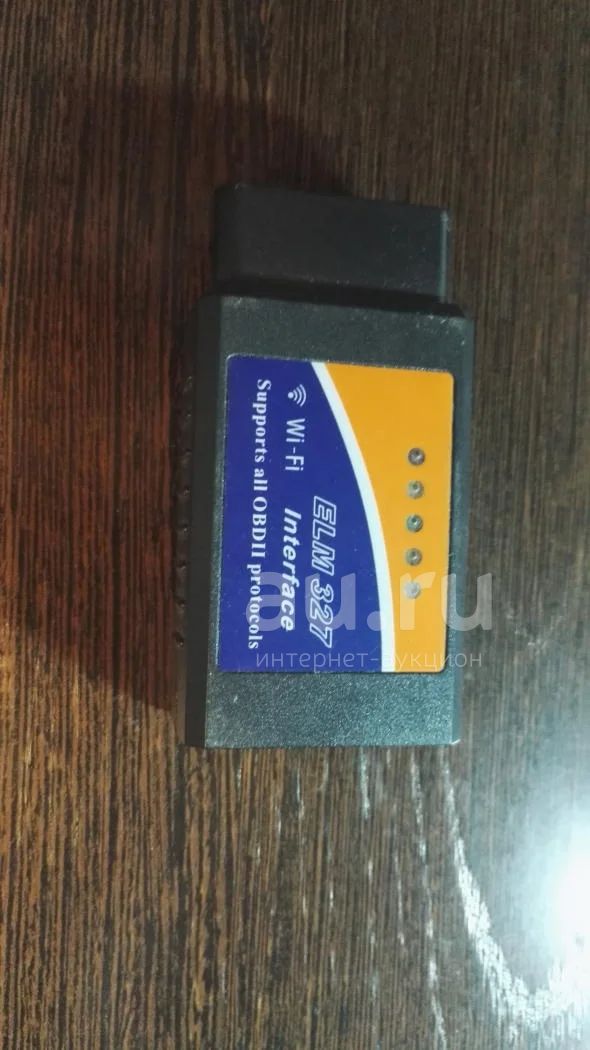 ELM 327
Wi-Fi Interface
Supports all OBDII protocols
au.ru
интернет-аукцион